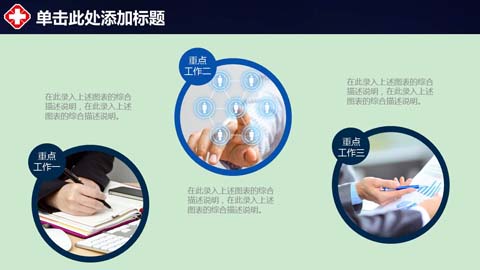 单击此处添加标题
在此录入上述图表的综合
描述说明，在此录入上述
图表的综合描述说明。
重点
工作一
重点
工作二
在此录入上述图表的综合
描述说明，在此录入上述
图表的综合描述说明。
在此录入上述图表的综合
描述说明，在此录入上述
图表的综合描述说明。
重点
工作三